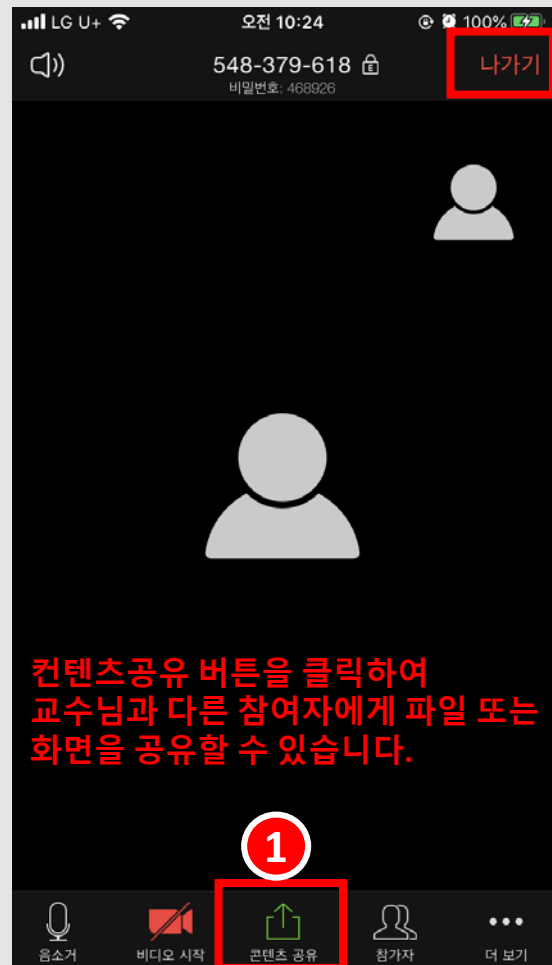 LG U+ 오전 10:24 100%
548-379-618 E 나가기
비밀번호: 468926
컨텐츠공유 버튼을 클릭하여
교수님과 다른 참여자에게 파일 또는
화면을 공유할 수 있습니다.
1
음소거 비디오 시작 콘텐츠 공유 참가자 더 보기